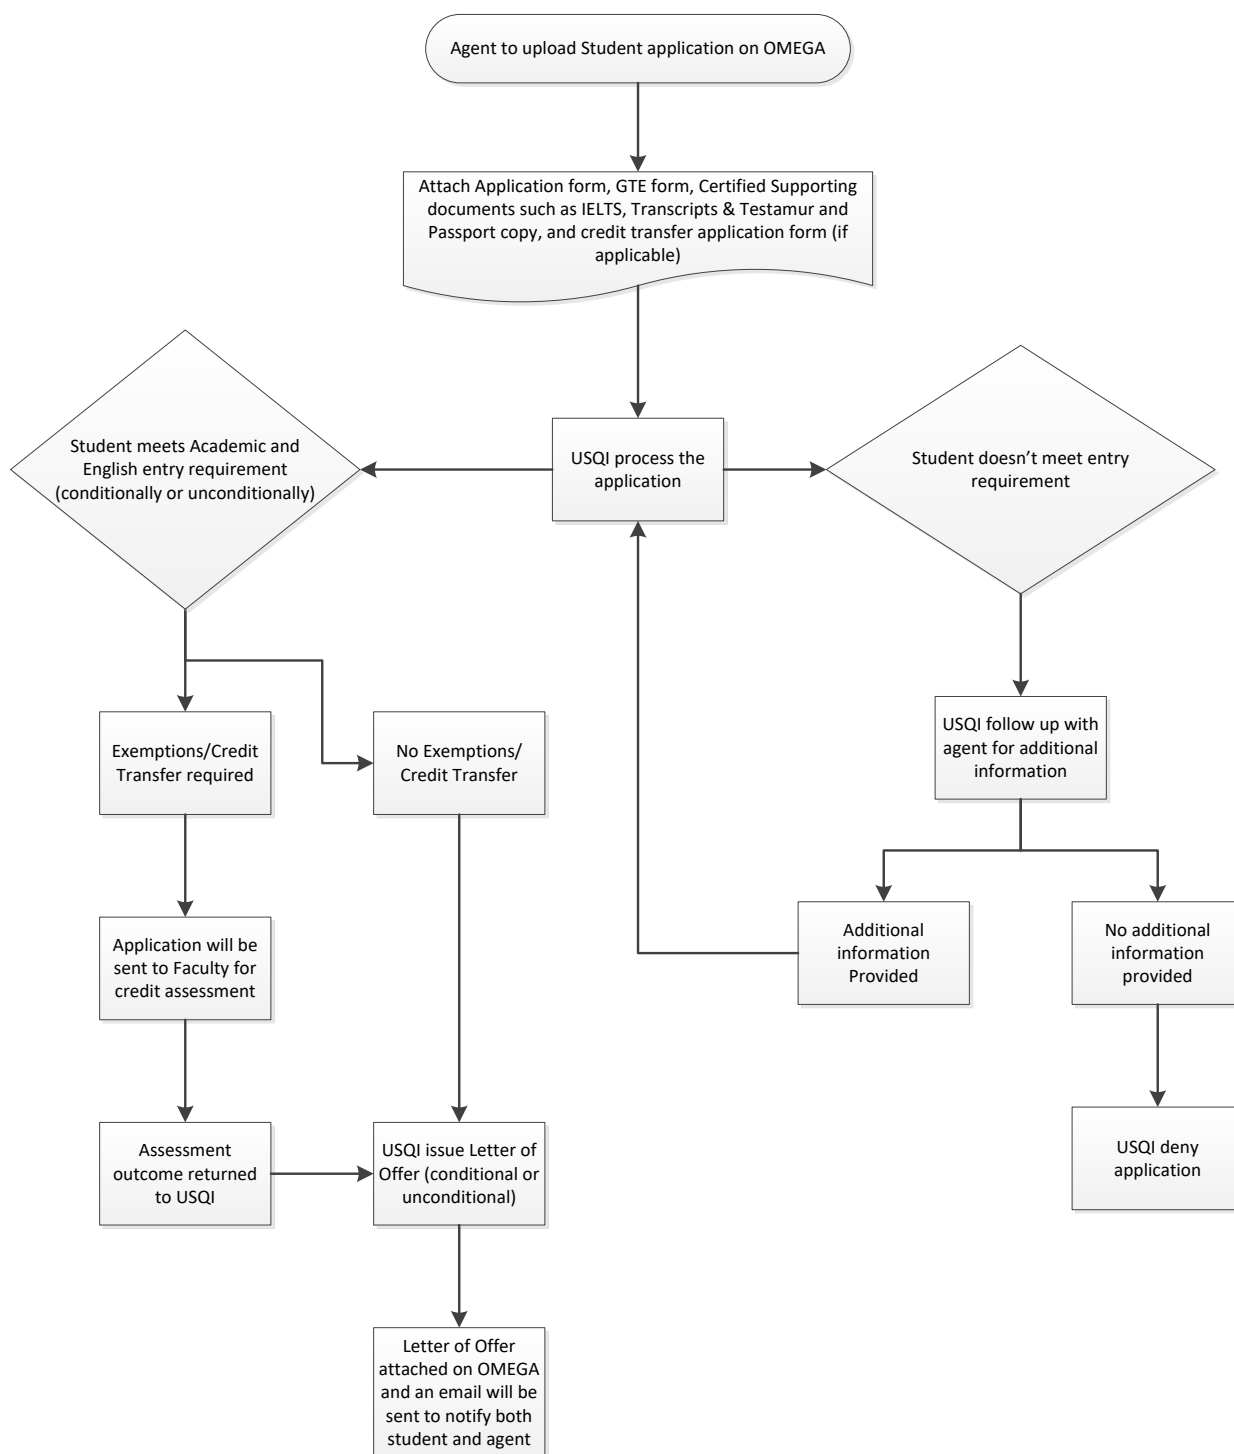 Agent to upload Student application on OMEGA
Attach Application form, GTE form, Certified Supporting
documents such as IELTS, Transcripts & Testamur and
Passport copy, and credit transfer application form (if
applicable)
Student meets Academic and
English entry requirement
(conditionally or unconditionally)
USQI process the
application
Student doesn’t meet entry
requirement
Exemptions/Credit
Transfer required
No Exemptions/
Credit Transfer
USQI follow up with
agent for additional
information
Application will be
sent to Faculty for
credit assessment
Additional
information
Provided
No additional
information
provided
Assessment
outcome returned
to USQI
USQI issue Letter of
Offer (conditional or
unconditional)
USQI deny
application
Letter of Offer
attached on OMEGA
and an email will be
sent to notify both
student and agent